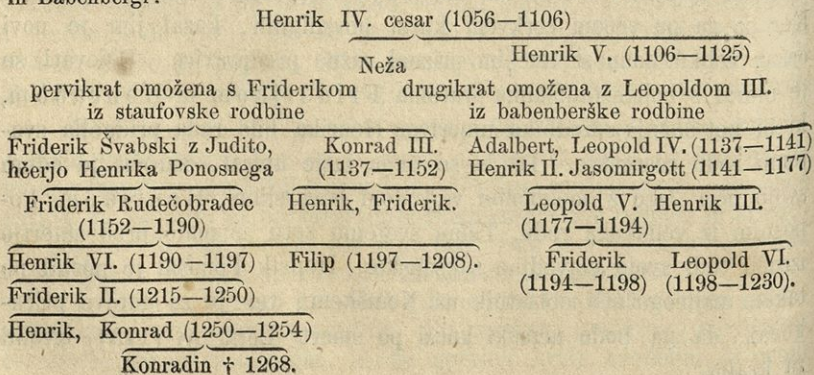 in Babenbergi.
Henrik IV. cesar (1056—1106)
Neža
Henrik V. (1106—1125)
pervikrat omožena s Friderikom
iz staufovske rodbine
drugikrat omožena z Leopoldom III.
iz babenberške rodbine
Friderik Švabski z Judito,
hčerjo Henrika Ponosnega
Konrad III.
(1137—1152)
Adalbert, Leopold IV. (1137—1141)
Henrik II. Jasomirgott (1141—1177)
Friderik Rudečobradec
(1152—1190)
Henrik, Friderik.
Leopold V. Henrik III.
(1177—1194)
Henrik VI. (1190—1197)
Filip (1197—1208).
Friderik
(1194—1198)
Leopold VI.
(1198—1230).
Friderik II. (1215—1250)
Henrik, Konrad (1250—1254)
Konradin † 1268.